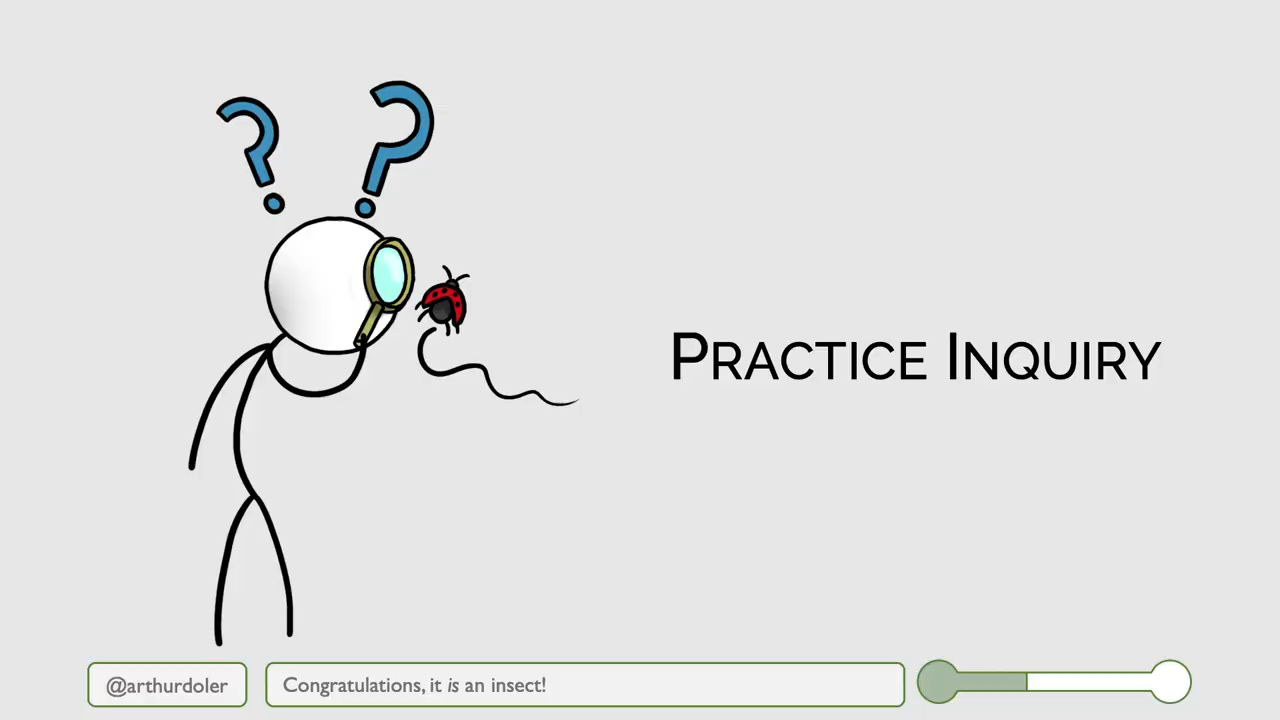 ? ?
PRACTICE INQUIRY
@arthurdoler
Congratulations, it is an insect!